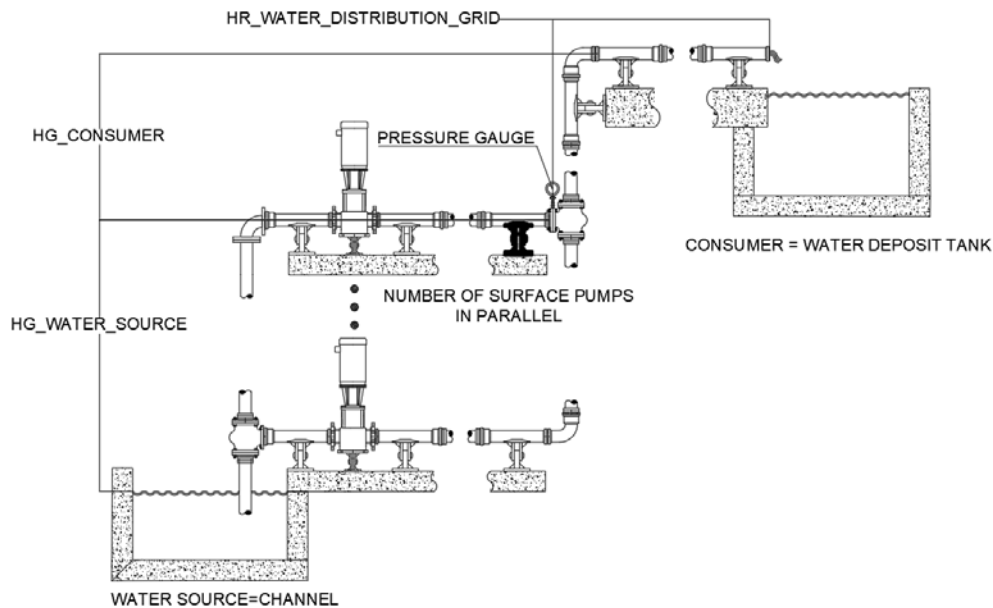 HR_WATER_DISTRIBUTION_GRID
HG_CONSUMER
PRESSURE GAUGE
CONSUMER = WATER DEPOSIT TANK
NUMBER OF SURFACE PUMPS
IN PARALLEL
HG_WATER_SOURCE
WATER SOURCE=CHANNEL